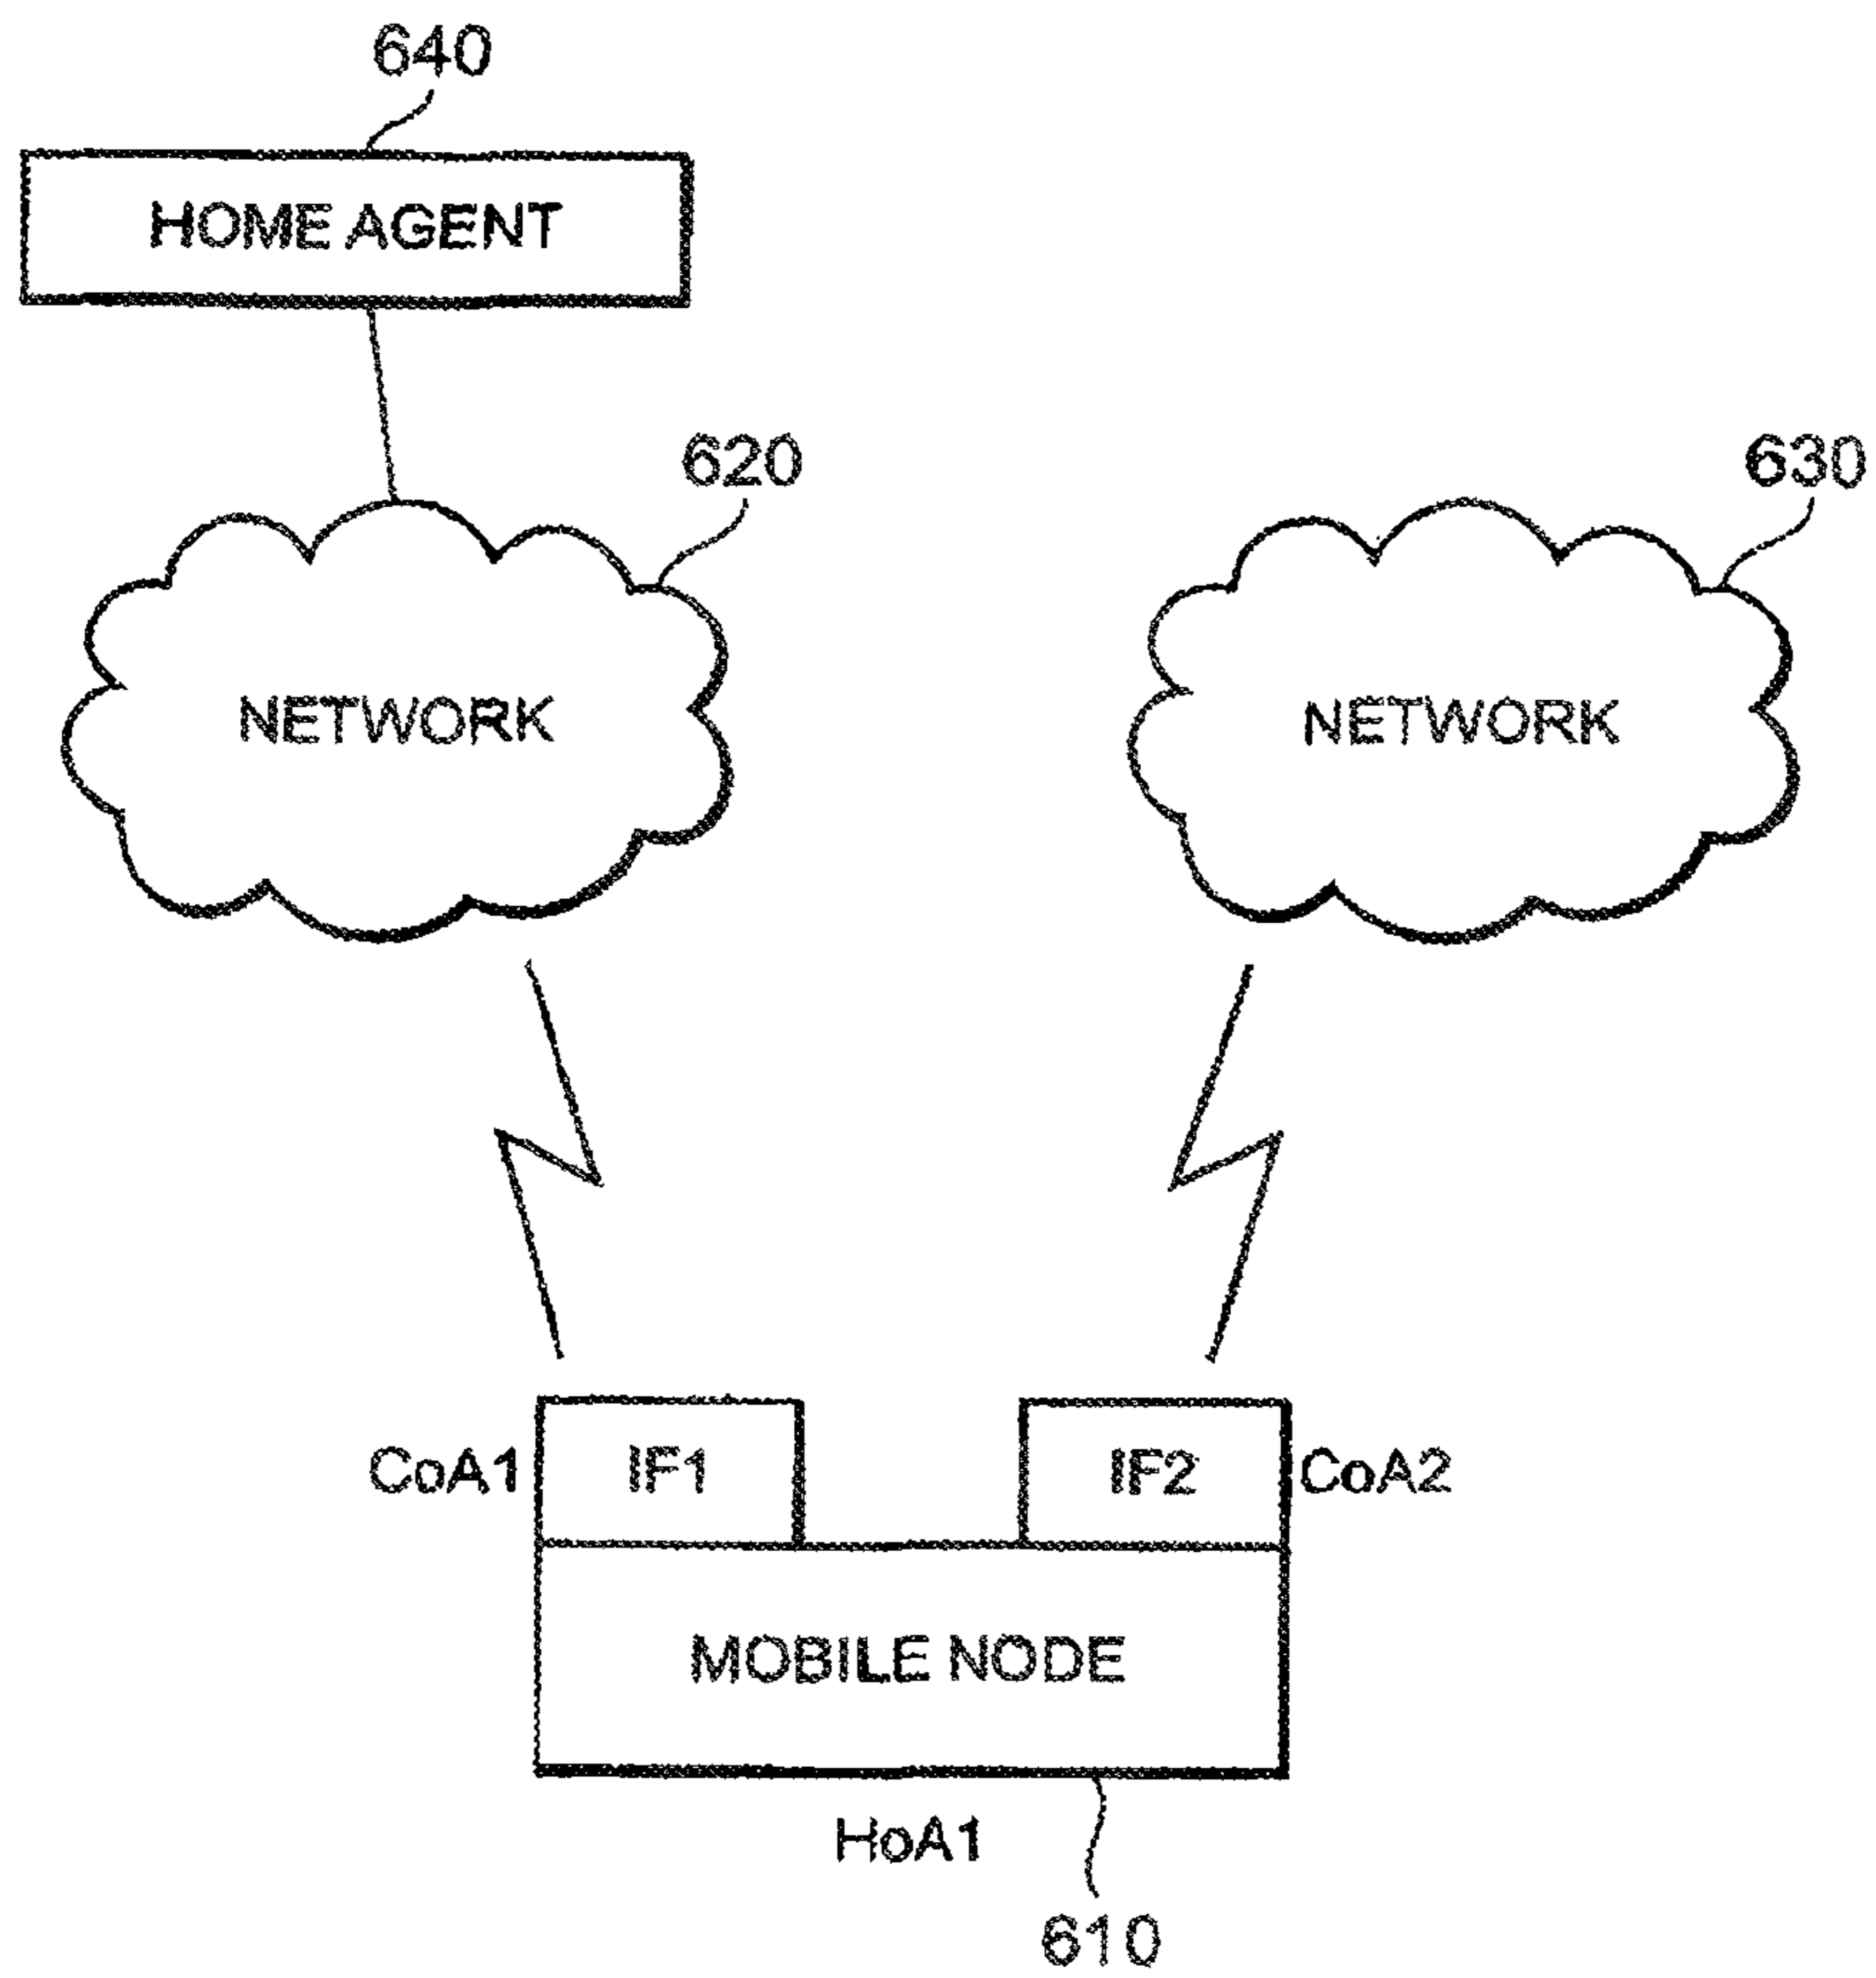 640
HOME AGENT
620
630
NETWORK
NETWORK
CoA1
IF1
IF2
CoA2
MOBILE NODE
HoA1
610